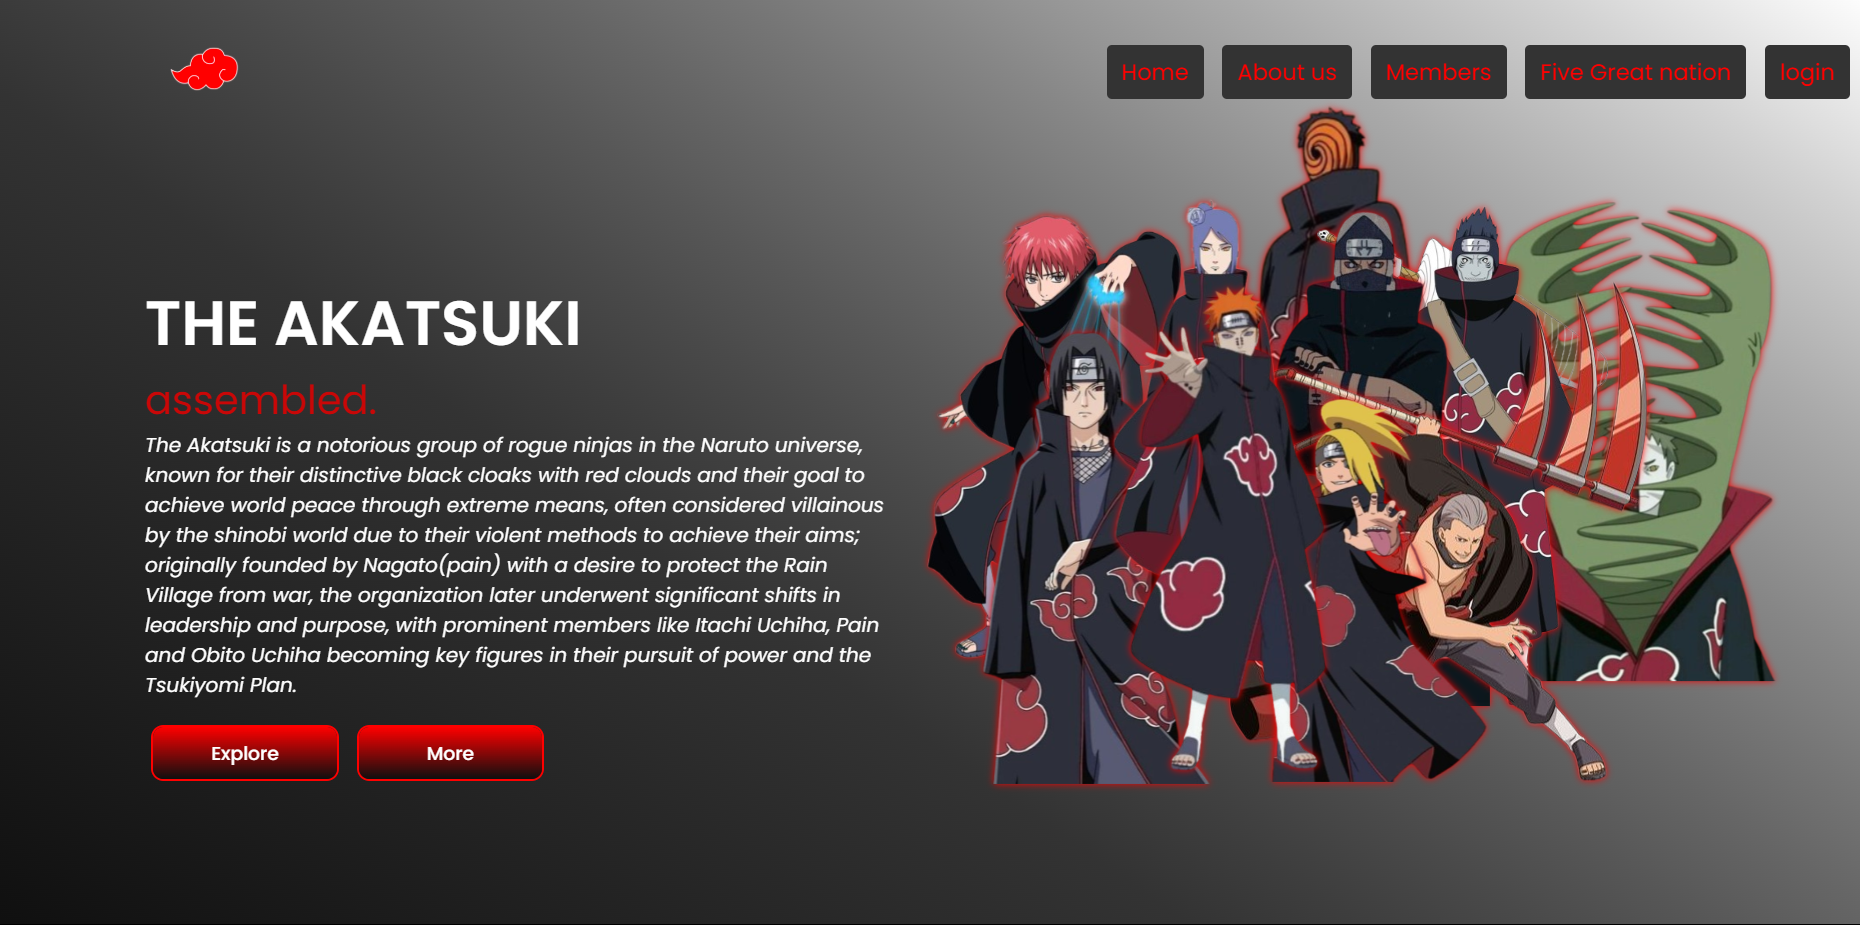 Home
About us
Members
Five Great nation
login
THE AKATSUKI
assembled.
The Akatsuki is a notorious group of rogue ninjas in the Naruto universe,
known for their distinctive black cloaks with red clouds and their goal to
achieve world peace through extreme means, often considered villainous
by the shinobi world due to their violent methods to achieve their aims;
originally founded by Nagato(pain) with a desire to protect the Rain
Village from war, the organization later underwent significant shifts in
leadership and purpose, with prominent members like Itachi Uchiha, Pain
and Obito Uchiha becoming key figures in their pursuit of power and the
Tsukiyomi Plan.
Explore
More